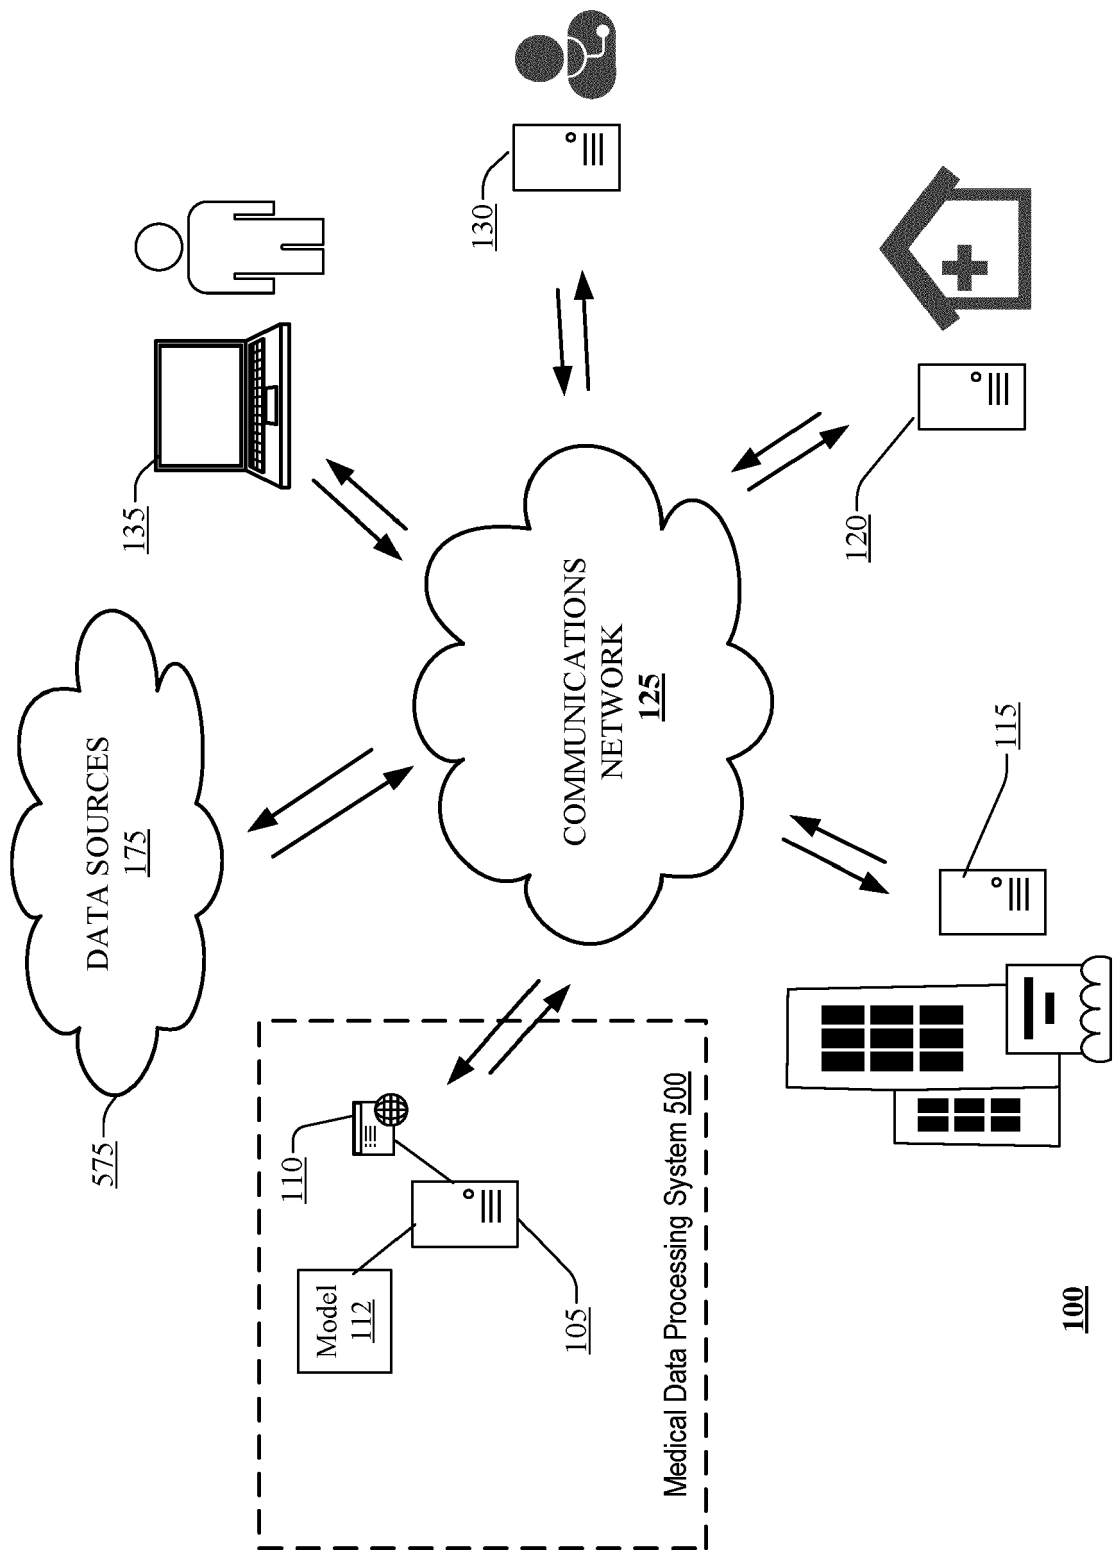 575
DATA SOURCES
175
135
130
110
Model
112
105
COMMUNICATIONS
NETWORK
125
120
115
Medical Data Processing System 500
100